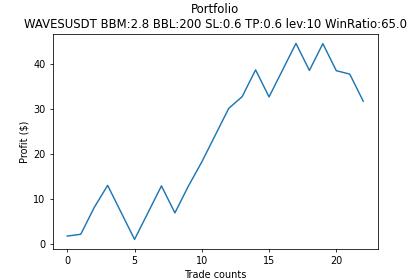 Portfolio
WAVESUSDT BBM:2.8 BBL:200 SL:0.6 TP:0.6 lev:10 WinRatio:65.0
Profit ($)
40
30
20
10
0
0
5
10
15
20
Trade counts